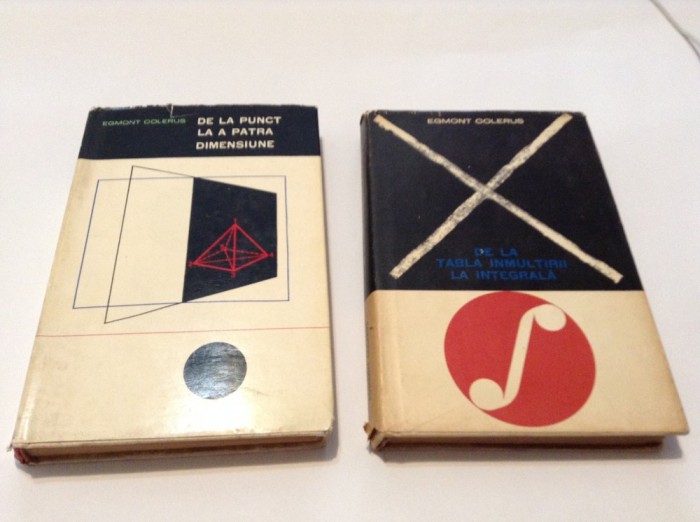 EGMONT COLERUS
DE LA PUNCT
LA A PATRA
DIMENSIUNE
EGMONT COLERUS
DE LA
TABLA INMULTIRII
LA INTEGRALĂ